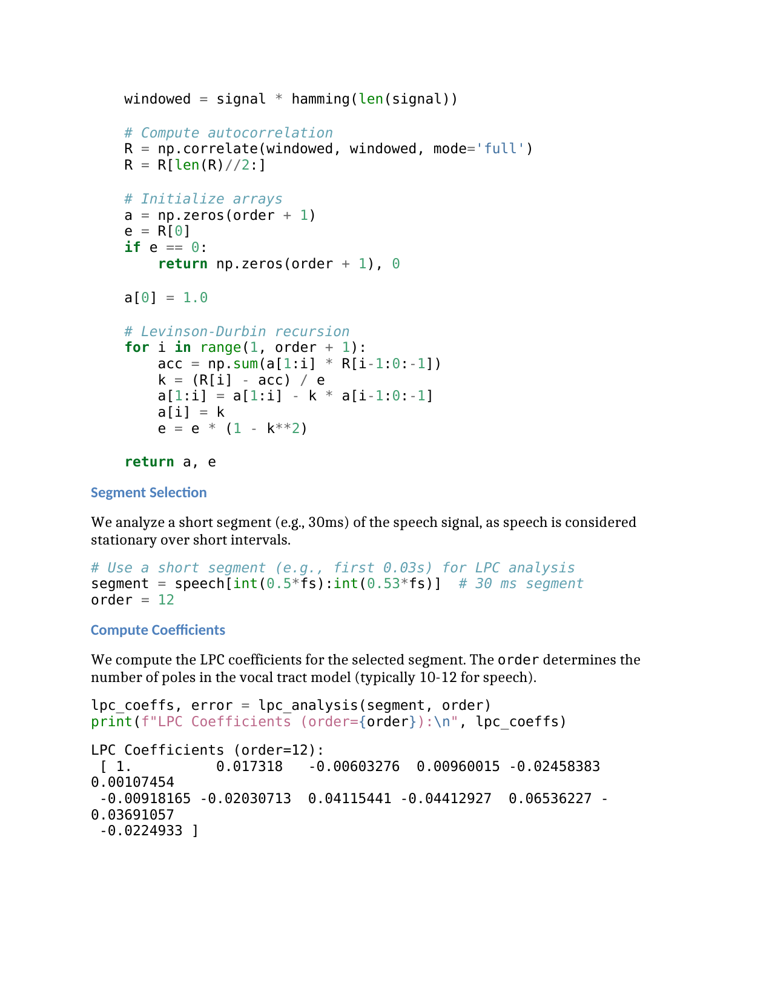 windowed = signal * hamming(len(signal))
# Compute autocorrelation
R = np.correlate(windowed, windowed, mode='full')
R = R[len(R)//2:]
# Initialize arrays
a = np.zeros(order + 1)
e = R[0]
if e == 0:
return np.zeros(order + 1), 0
a[0] = 1.0
# Levinson-Durbin recursion
for i in range(1, order + 1):
acc = np.sum(a[1:i] * R[i-1:0:-1])
k = (R[i] - acc) / e
a[1:i] = a[1:i] - k * a[i-1:0:-1]
a[i] = k
e = e * (1 - k**2)
return a, e
Segment Selection
We analyze a short segment (e.g., 30ms) of the speech signal, as speech is considered
stationary over short intervals.
# Use a short segment (e.g., first 0.03s) for LPC analysis
segment = speech[int(0.5*fs):int(0.53*fs)]  # 30 ms segment
order = 12
Compute Coefficients
We compute the LPC coefficients for the selected segment. The order determines the
number of poles in the vocal tract model (typically 10-12 for speech).
lpc_coeffs, error = lpc_analysis(segment, order)
print(f"LPC Coefficients (order={order}):\n", lpc_coeffs)
LPC Coefficients (order=12):
[ 1.          0.017318   -0.00603276  0.00960015 -0.02458383
0.00107454
-0.00918165 -0.02030713  0.04115441 -0.04412927  0.06536227 -
0.03691057
-0.0224933 ]